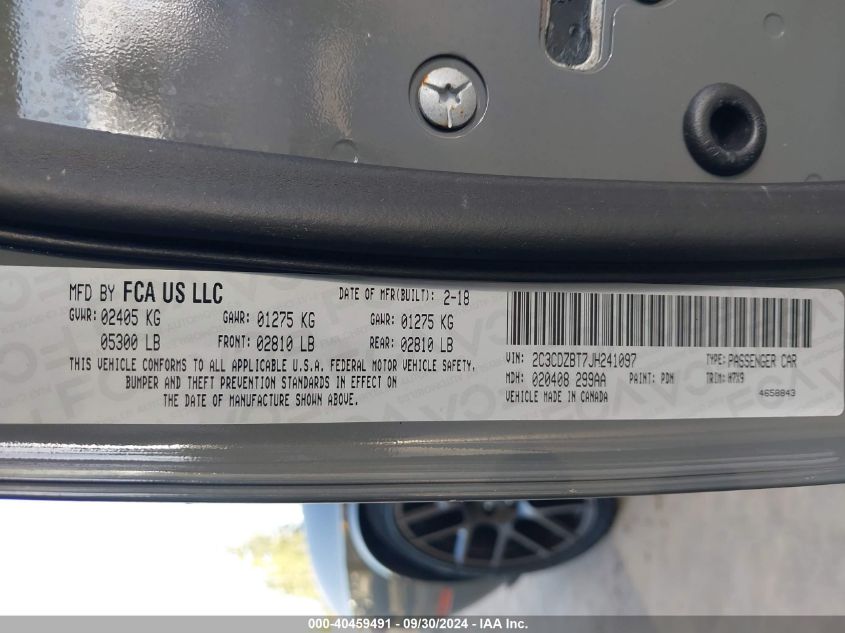 MFD BY FCA US LLC DATE OF MFR(BUILT): 2-18
GVWR: 02405 KG GAWR: 01275 KG GAWR: 01275 KG
05300 LB FRONT: 02810 LB REAR: 02810 LB
THIS VEHICLE CONFORMS TO ALL APPLICABLE U.S.A. FEDERAL MOTOR VEHICLE SAFETY,
BUMPER AND THEFT PREVENTION STANDARDS IN EFFECT ON
THE DATE OF MANUFACTURE SHOWN ABOVE.
VIN: 2C3CDZBT7JH241097 TYPE: PASSENGER CAR
MDH: 020408 299AA PAINT: PDN TRIM: H7X9
VEHICLE MADE IN CANADA 4658843
000-40459491 - 09/30/2024 - IAA Inc.